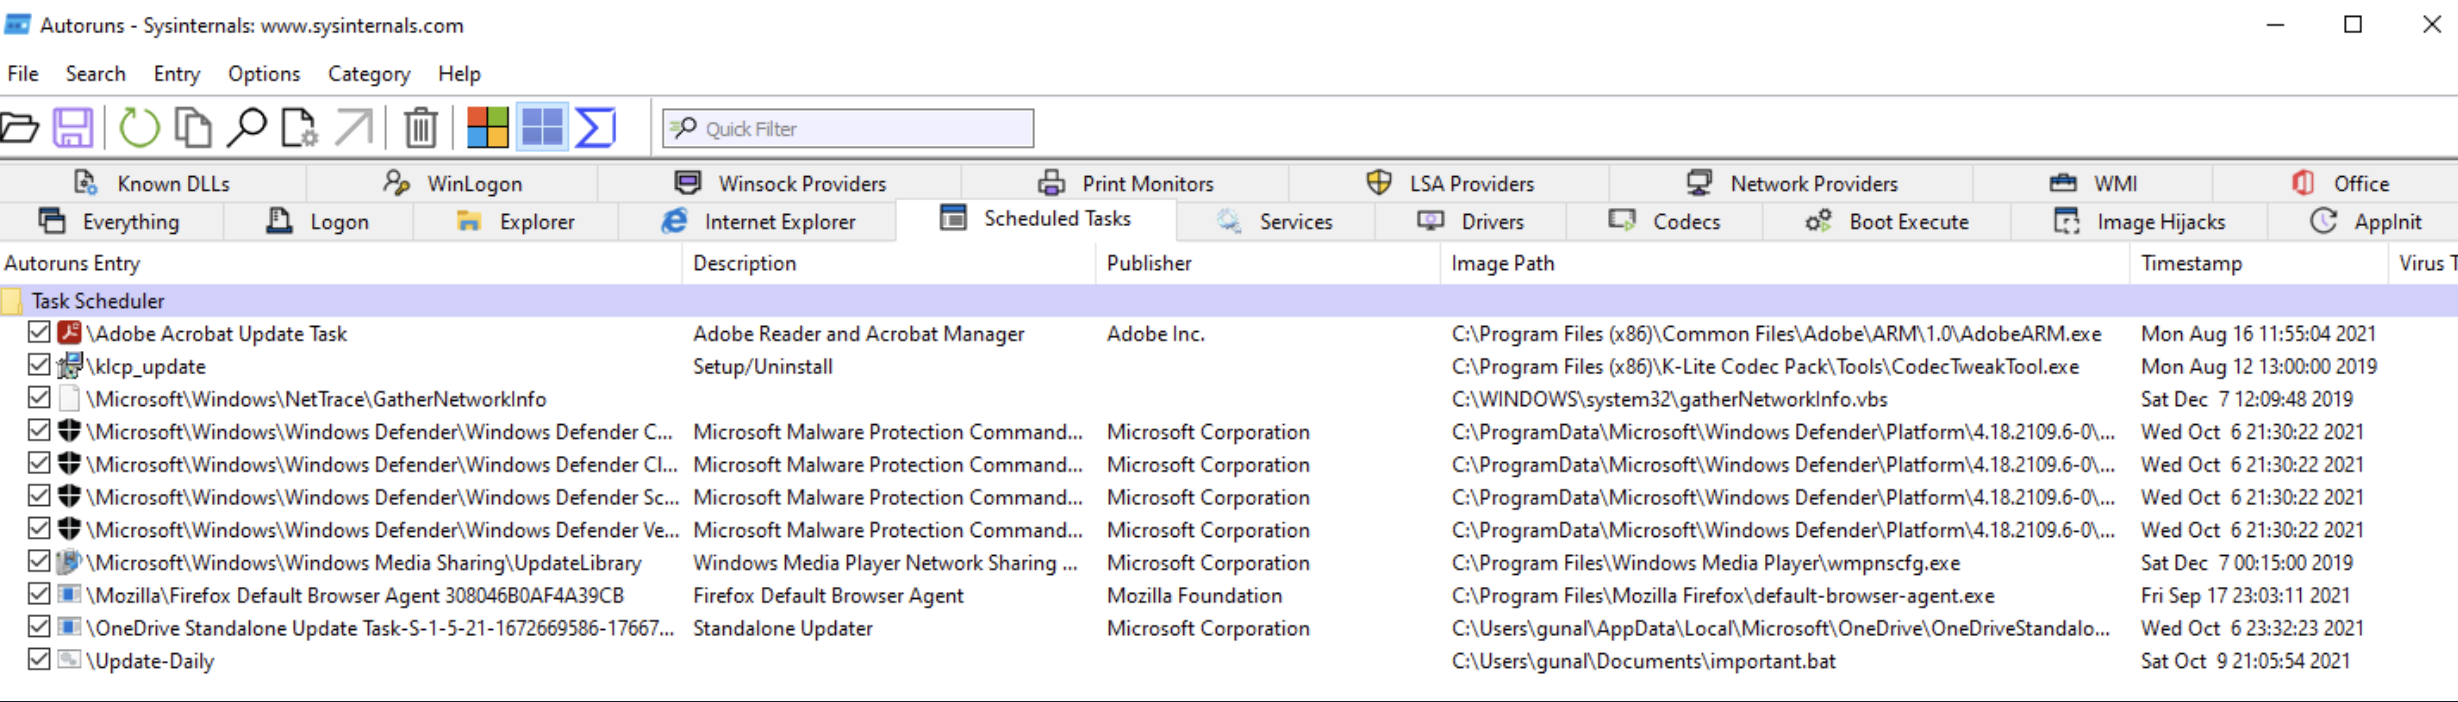 Autoruns - Sysinternals: www.sysinternals.com
File Search Entry Options Category Help
Quick Filter
Known DLLs WinLogon Winsock Providers Print Monitors LSA Providers Network Providers WMI Office
Everything Logon Explorer Internet Explorer Scheduled Tasks Services Drivers Codecs Boot Execute Image Hijacks AppInit
Autoruns Entry Description Publisher Image Path Timestamp Virus T
Task Scheduler
\Adobe Acrobat Update Task Adobe Reader and Acrobat Manager Adobe Inc. C:\Program Files (x86)\Common Files\Adobe\ARM\1.0\AdobeARM.exe Mon Aug 16 11:55:04 2021
\klcp_update Setup/Uninstall C:\Program Files (x86)\K-Lite Codec Pack\Tools\CodecTweakTool.exe Mon Aug 12 13:00:00 2019
\Microsoft\Windows\NetTrace\GatherNetworkInfo C:\WINDOWS\system32\gatherNetworkInfo.vbs Sat Dec 7 12:09:48 2019
\Microsoft\Windows\Windows Defender\Windows Defender C... Microsoft Malware Protection Command... Microsoft Corporation C:\ProgramData\Microsoft\Windows Defender\Platform\4.18.2109.6-0\... Wed Oct 6 21:30:22 2021
\Microsoft\Windows\Windows Defender\Windows Defender Cl... Microsoft Malware Protection Command... Microsoft Corporation C:\ProgramData\Microsoft\Windows Defender\Platform\4.18.2109.6-0\... Wed Oct 6 21:30:22 2021
\Microsoft\Windows\Windows Defender\Windows Defender Sc... Microsoft Malware Protection Command... Microsoft Corporation C:\ProgramData\Microsoft\Windows Defender\Platform\4.18.2109.6-0\... Wed Oct 6 21:30:22 2021
\Microsoft\Windows\Windows Defender\Windows Defender Ve... Microsoft Malware Protection Command... Microsoft Corporation C:\ProgramData\Microsoft\Windows Defender\Platform\4.18.2109.6-0\... Wed Oct 6 21:30:22 2021
\Microsoft\Windows\Windows Media Sharing\UpdateLibrary Windows Media Player Network Sharing ... Microsoft Corporation C:\Program Files\Windows Media Player\wmpnscfg.exe Sat Dec 7 00:15:00 2019
\Mozilla\Firefox Default Browser Agent 308046B0AF4A39CB Firefox Default Browser Agent Mozilla Foundation C:\Program Files\Mozilla Firefox\default-browser-agent.exe Fri Sep 17 23:03:11 2021
\OneDrive Standalone Update Task-S-1-5-21-1672669586-17667... Standalone Updater Microsoft Corporation C:\Users\gunal\AppData\Local\Microsoft\OneDrive\OneDriveStandalo... Wed Oct 6 23:32:23 2021
\Update-Daily C:\Users\gunal\Documents\important.bat Sat Oct 9 21:05:54 2021